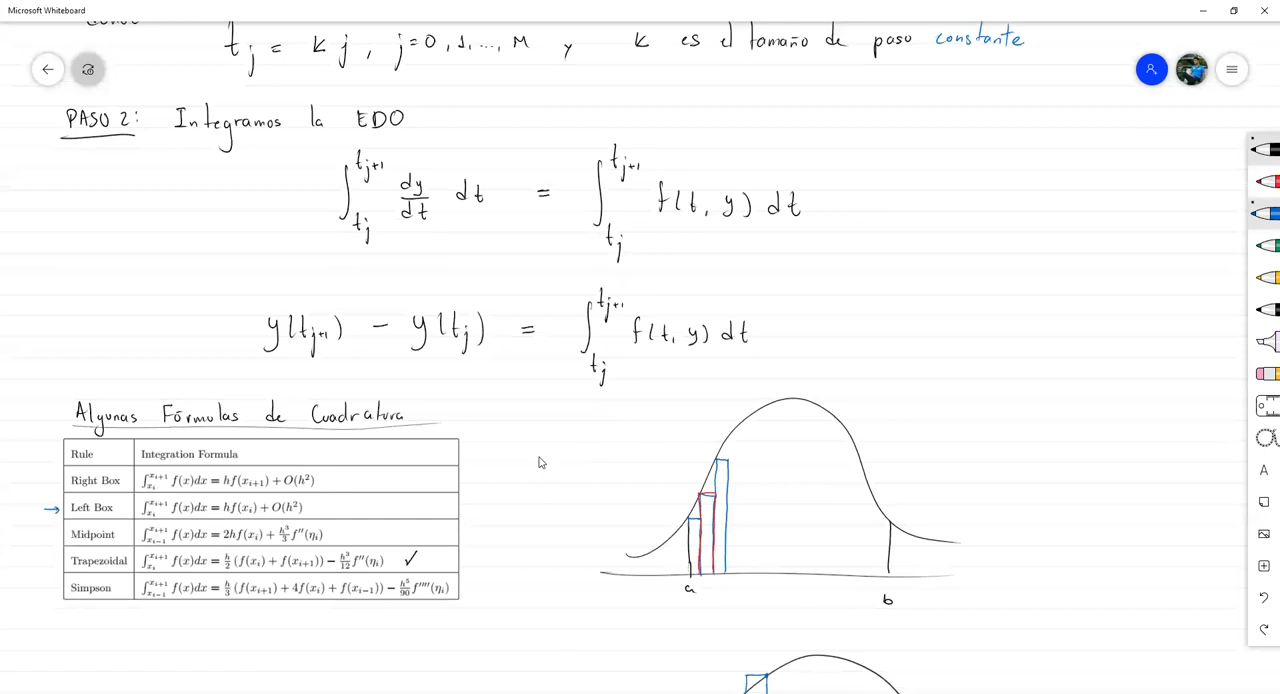 Microsoft Whiteboard
t_j = k j , j=0, 1, ..., M y k es el tamaño de paso constante
PASO 2: Integramos la EDO
∫_{t_j}^{t_{j+1}} dy/dt dt = ∫_{t_j}^{t_{j+1}} f(t, y) dt
y(t_{j+1}) - y(t_j) = ∫_{t_j}^{t_{j+1}} f(t, y) dt
Algunas Fórmulas de Cuadratura
Rule Integration Formula
Right Box ∫_{x_i}^{x_{i+1}} f(x)dx = hf(x_{i+1}) + O(h^2)
→ Left Box ∫_{x_i}^{x_{i+1}} f(x)dx = hf(x_i) + O(h^2)
Midpoint ∫_{x_{i-1}}^{x_{i+1}} f(x)dx = 2hf(x_i) + h^3/3 f''(η_i)
Trapezoidal ∫_{x_i}^{x_{i+1}} f(x)dx = h/2 (f(x_i) + f(x_{i+1})) − h^3/12 f''(η_i) ✓
Simpson ∫_{x_{i-1}}^{x_{i+1}} f(x)dx = h/3 (f(x_{i+1}) + 4f(x_i) + f(x_{i-1})) − h^5/90 f''''(η_i)
a
b
A